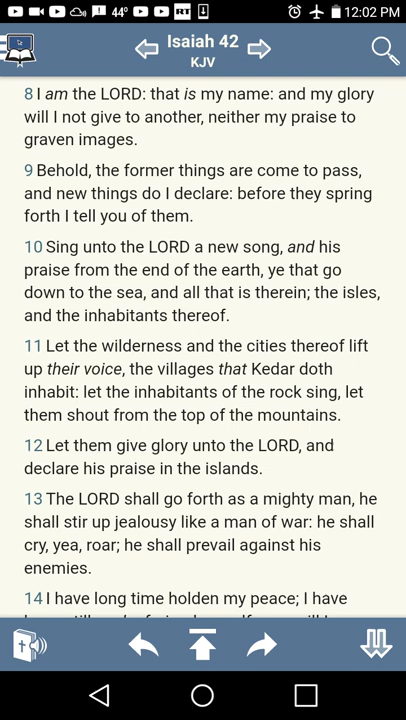 44° RT 12:02 PM
Isaiah 42
KJV
8 I am the LORD: that is my name: and my glory
will I not give to another, neither my praise to
graven images.
9 Behold, the former things are come to pass,
and new things do I declare: before they spring
forth I tell you of them.
10 Sing unto the LORD a new song, and his
praise from the end of the earth, ye that go
down to the sea, and all that is therein; the isles,
and the inhabitants thereof.
11 Let the wilderness and the cities thereof lift
up their voice, the villages that Kedar doth
inhabit: let the inhabitants of the rock sing, let
them shout from the top of the mountains.
12 Let them give glory unto the LORD, and
declare his praise in the islands.
13 The LORD shall go forth as a mighty man, he
shall stir up jealousy like a man of war: he shall
cry, yea, roar; he shall prevail against his
enemies.
14 I have long time holden my peace; I have